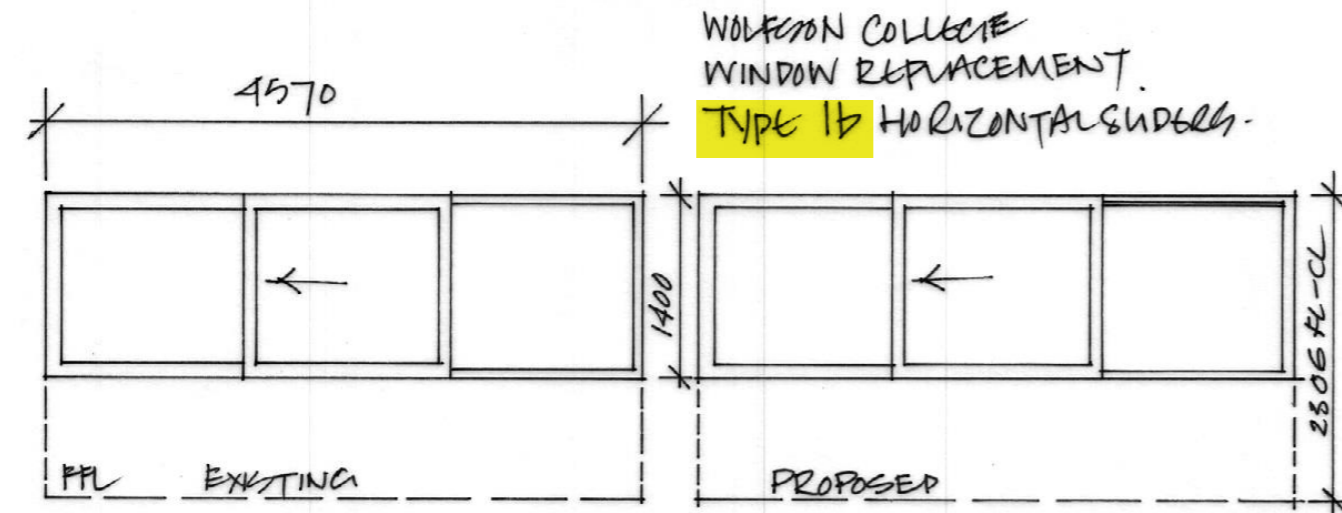 WOLFSON COLLEGE
WINDOW REPLACEMENT.
TYPE 1b HORIZONTAL SLIDERS.
4570
1400
2306 FL-CL
FFL EXISTING
PROPOSED